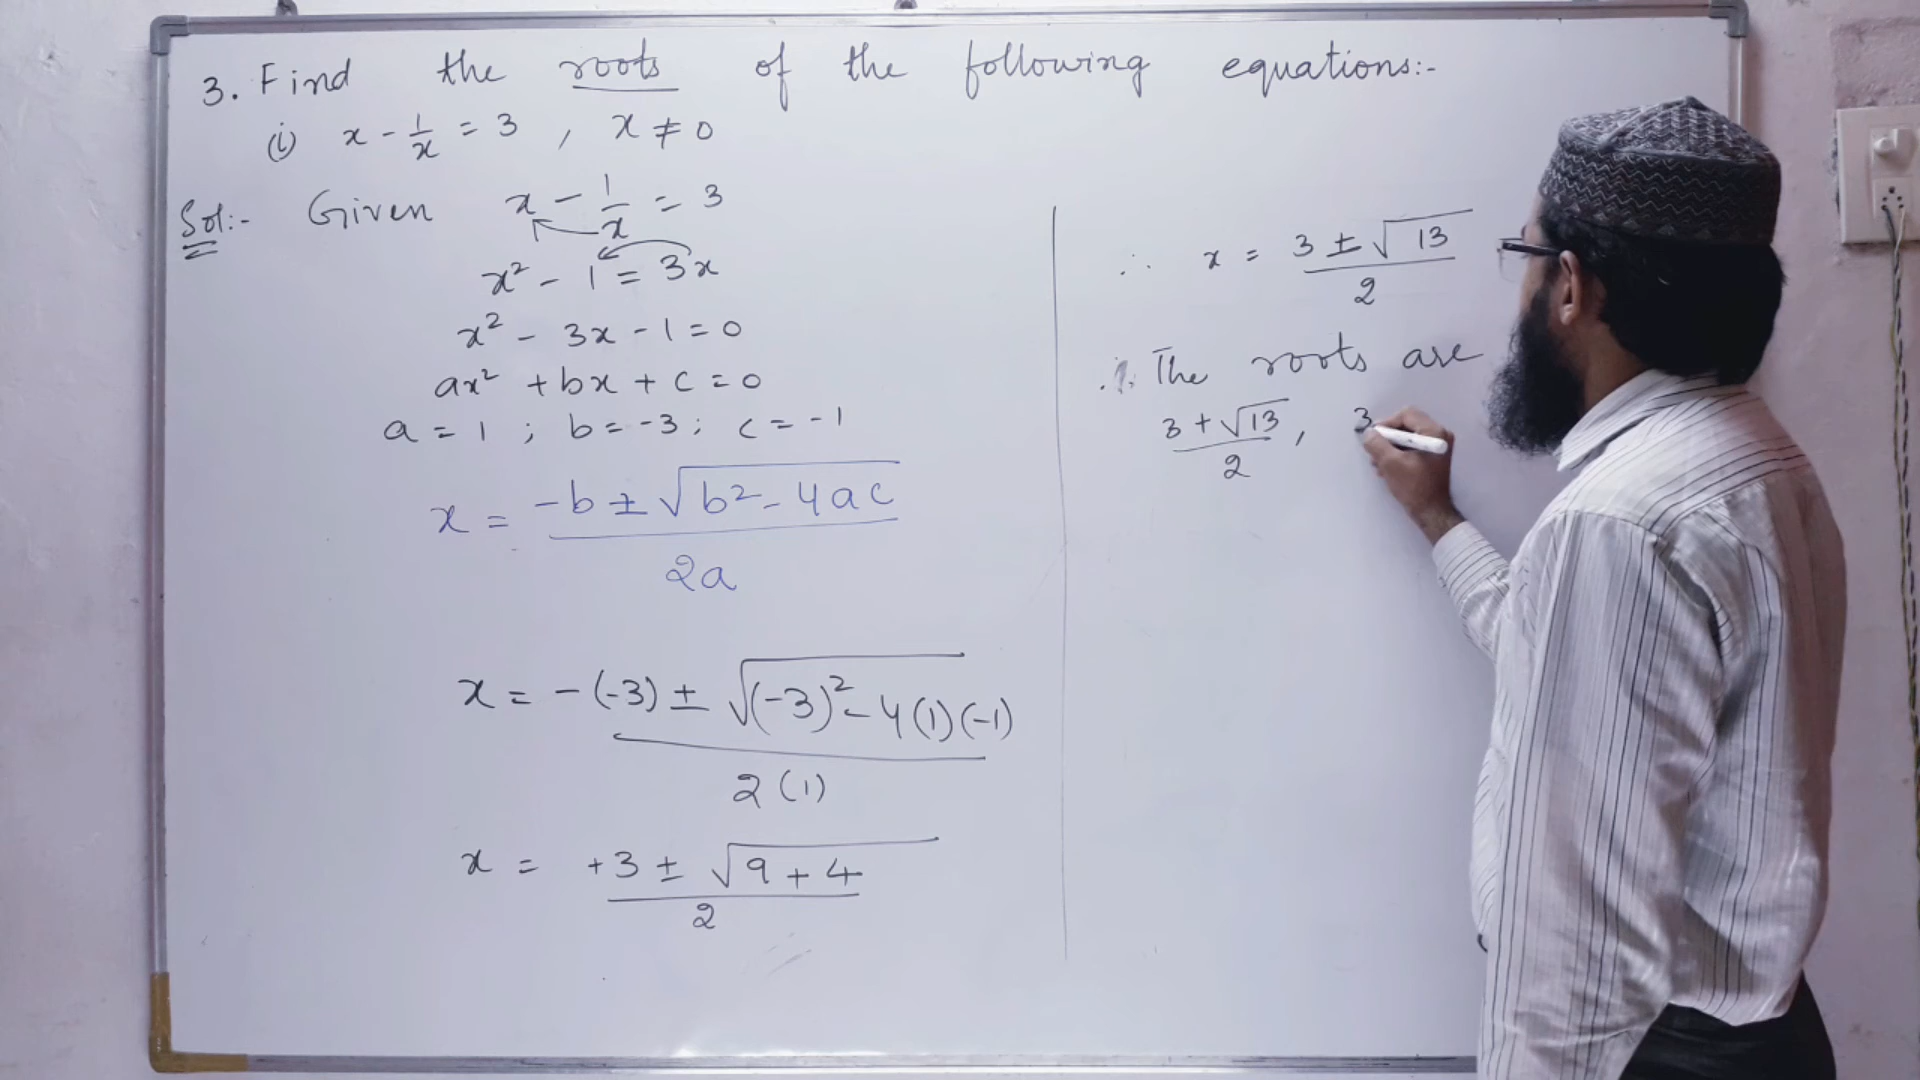 3. Find the roots of the following equations:-
(i) x - 1/x = 3 , x ≠ 0
Sol:- Given x - 1/x = 3
x² - 1 = 3x
x² - 3x - 1 = 0
ax² + bx + c = 0
a = 1 ; b = -3 ; c = -1
x = -b ± √b² - 4ac / 2a
x = -(-3) ± √(-3)² - 4(1)(-1) / 2(1)
x = +3 ± √9 + 4 / 2
∴ x = 3 ± √13 / 2
∴ The roots are
3 + √13 / 2 , 3